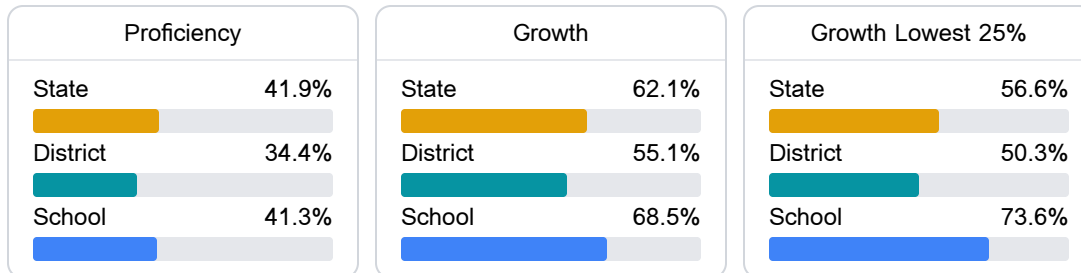 Proficiency
State 41.9%
District 34.4%
School 41.3%
Growth
State 62.1%
District 55.1%
School 68.5%
Growth Lowest 25%
State 56.6%
District 50.3%
School 73.6%